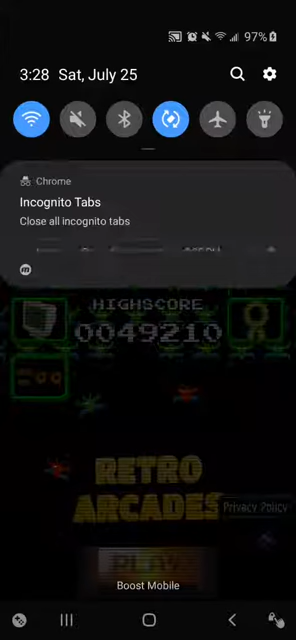 97%
3:28 Sat, July 25
Chrome
Incognito Tabs
Close all incognito tabs
HIGHSCORE
0049210
RETRO
ARCADES
Privacy Policy
PLAY
Boost Mobile